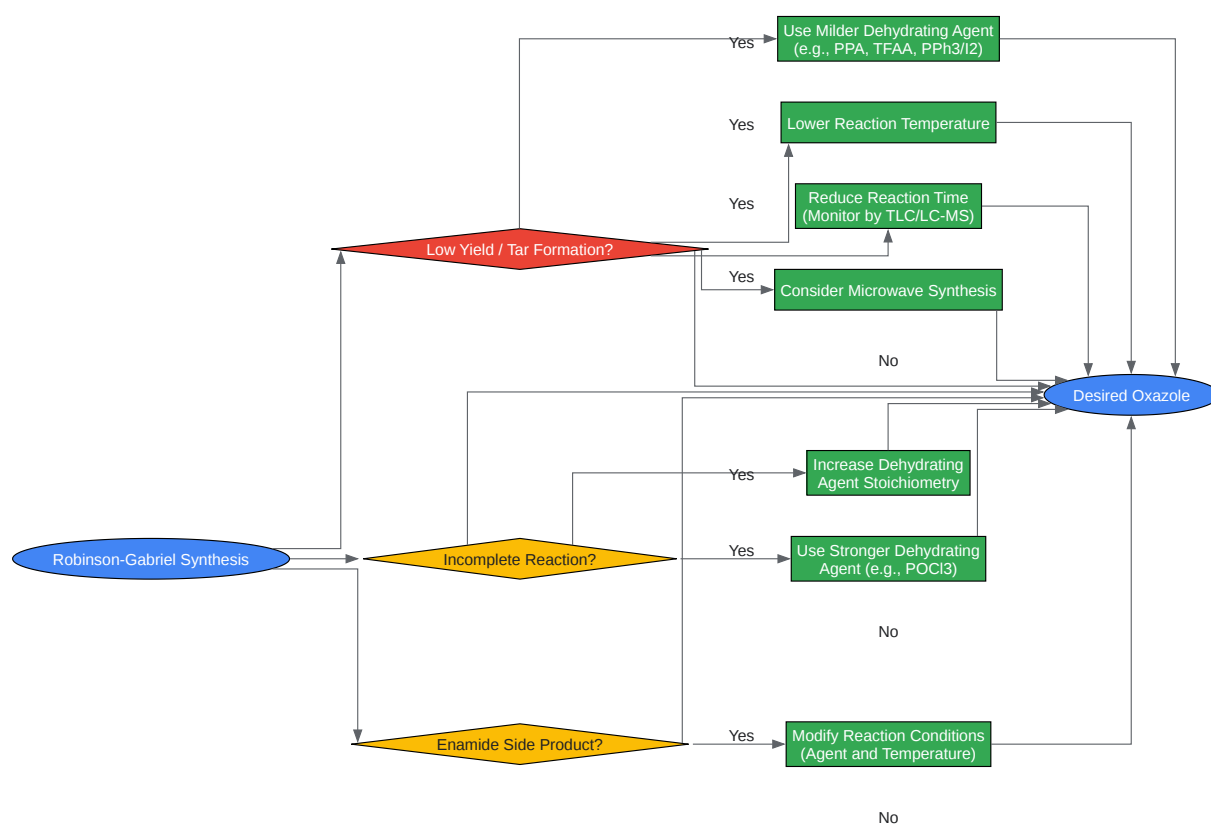 Use Milder Dehydrating Agent
(e.g., PPA, TFAA, PPh3/I2)
Yes
Lower Reaction Temperature
Yes
Reduce Reaction Time
(Monitor by TLC/LC-MS)
Yes
Low Yield / Tar Formation?
Yes
Consider Microwave Synthesis
No
Desired Oxazole
Increase Dehydrating
Agent Stoichiometry
Yes
Robinson-Gabriel Synthesis
Incomplete Reaction?
Yes
Use Stronger Dehydrating
Agent (e.g., POCl3)
No
Enamide Side Product?
Yes
Modify Reaction Conditions
(Agent and Temperature)
No